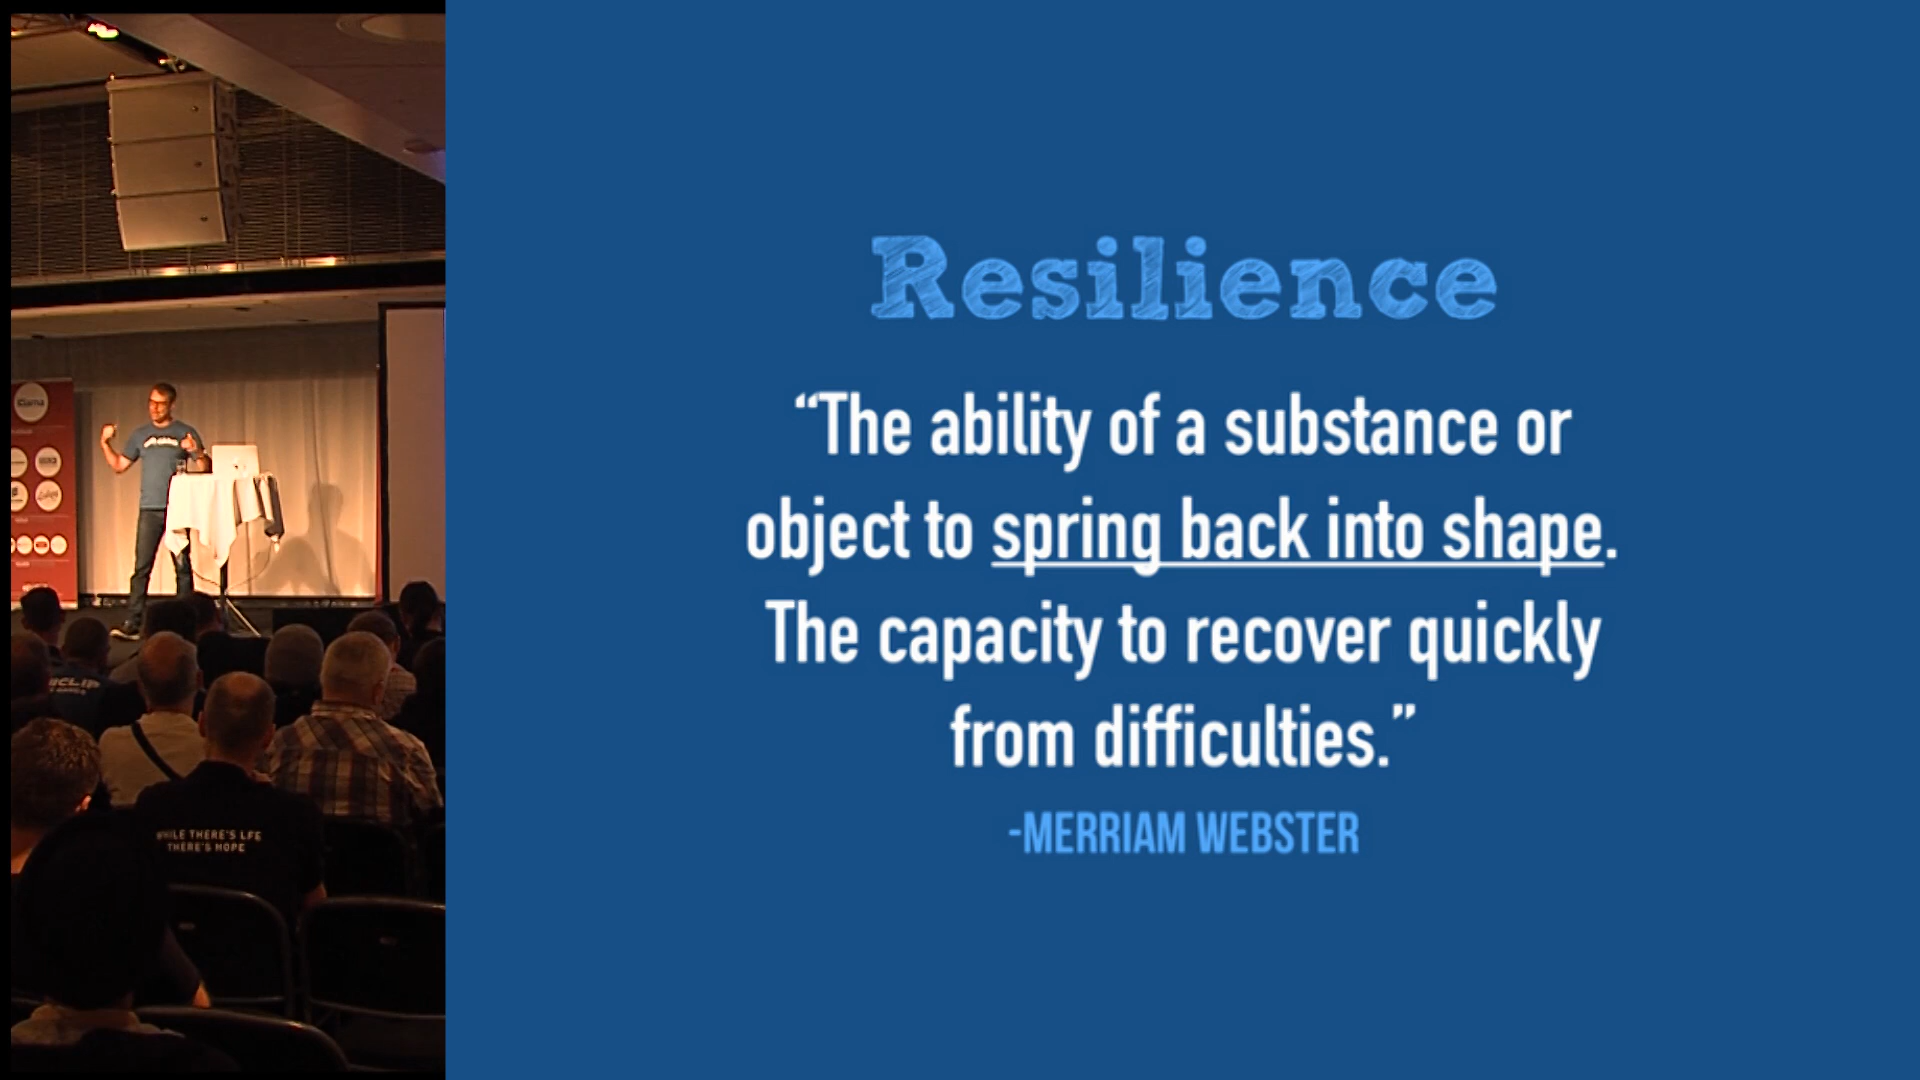 Resilience
“The ability of a substance or
object to spring back into shape.
The capacity to recover quickly
from difficulties.”
-MERRIAM WEBSTER
WHILE THERE'S LFE
THERE'S HOPE